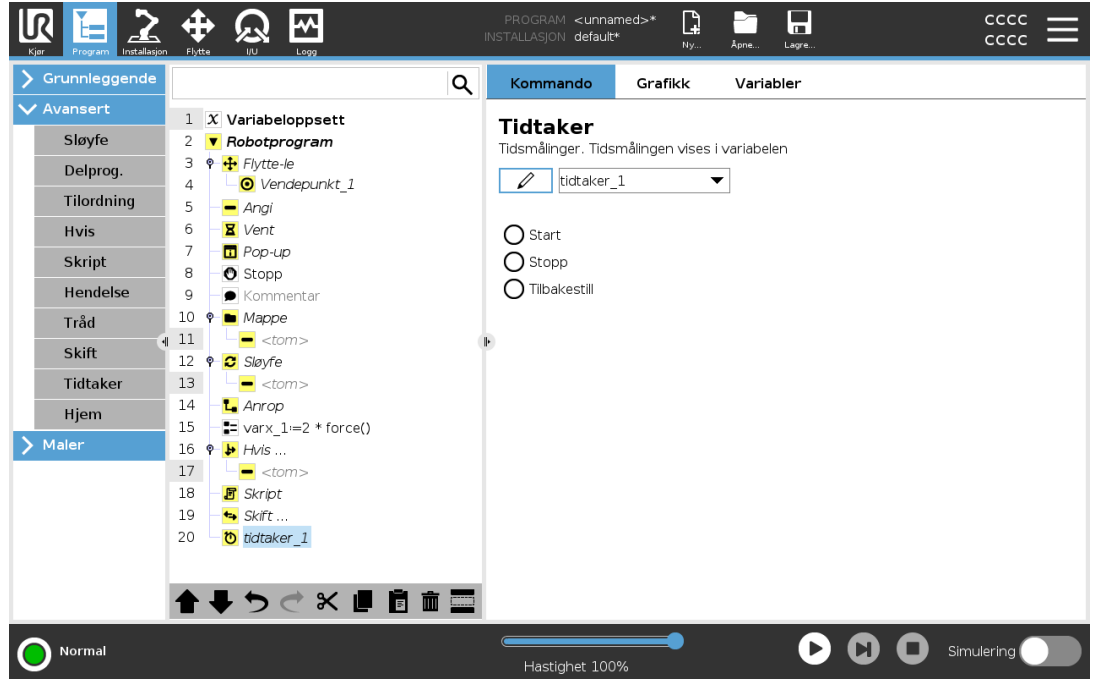 Kjør
Program
Installasjon
Flytte
I/U
Logg
PROGRAM <unnamed>*
INSTALLASJON default*
Ny...
Åpne...
Lagre...
CCCC
CCCC
Grunnleggende
Avansert
Sløyfe
Delprog.
Tilordning
Hvis
Skript
Hendelse
Tråd
Skift
Tidtaker
Hjem
Maler
1 X Variabeloppsett
2 Robotprogram
3 Flytte-le
4 Vendepunkt_1
5 Angi
6 Vent
7 Pop-up
8 Stopp
9 Kommentar
10 Mappe
11 <tom>
12 Sløyfe
13 <tom>
14 Anrop
15 varx_1≔2 * force()
16 Hvis ...
17 <tom>
18 Skript
19 Skift ...
20 tidtaker_1
Kommando
Grafikk
Variabler
Tidtaker
Tidsmålinger. Tidsmålingen vises i variabelen
tidtaker_1
Start
Stopp
Tilbakestill
Normal
Hastighet 100%
Simulering